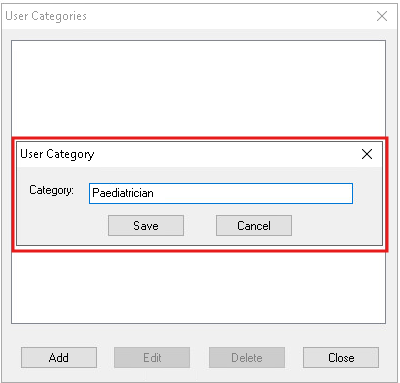 User Categories
User Category
Category: Paediatrician
Save Cancel
Add Edit Delete Close